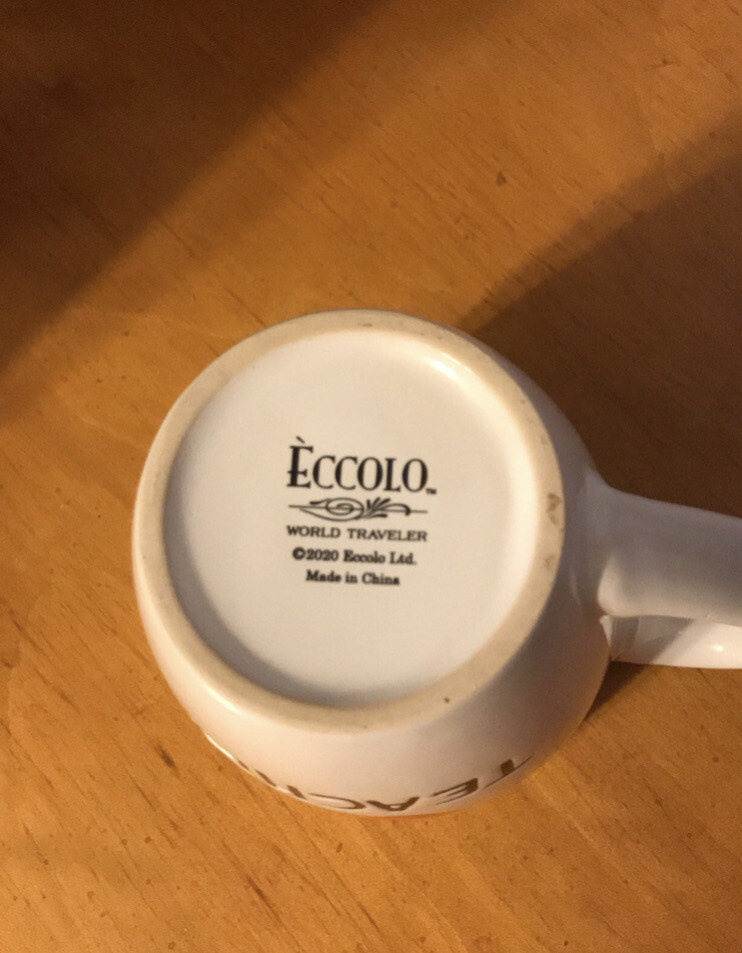 ÈCCOLO™
WORLD TRAVELER
©2020 Eccolo Ltd.
Made in China